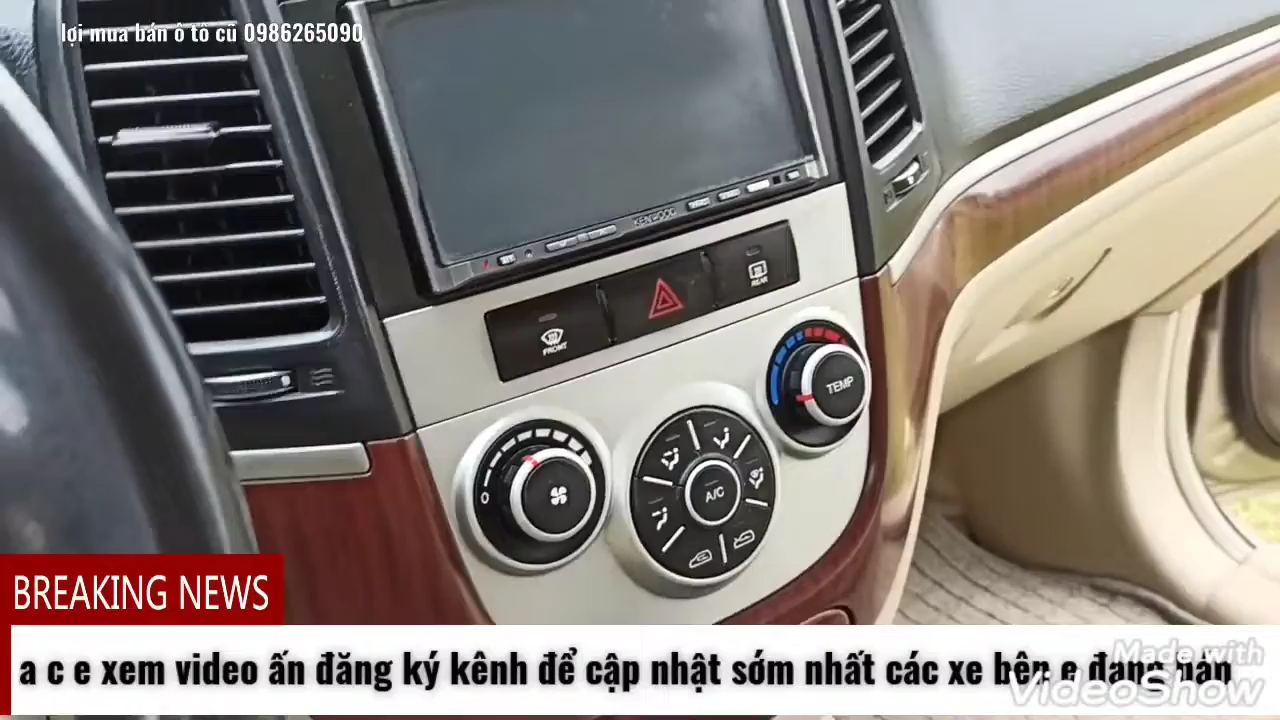 lợi mua bán ô tô cũ 0986265090
KENWOOD
FRONT
REAR
TEMP
A/C
0
BREAKING NEWS
a c e xem video ấn đăng ký kênh để cập nhật sớm nhất các xe bên e đang bán
Made with
VideoShow